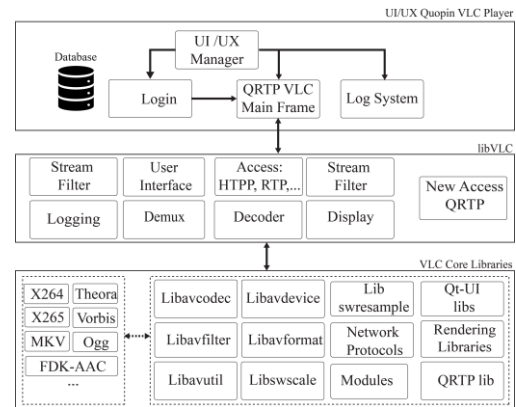 UI/UX Quopin VLC Player
UI /UX
Manager
Database
Login
QRTP VLC
Main Frame
Log System
libVLC
Stream
Filter
User
Interface
Access:
HTPP, RTP,...
Stream
Filter
New Access
QRTP
Logging
Demux
Decoder
Display
VLC Core Libraries
X264
Theora
X265
Vorbis
MKV
Ogg
FDK-AAC
...
Libavcodec
Libavdevice
Lib
swresample
Qt-UI
libs
Libavfilter
Libavformat
Network
Protocols
Rendering
Libraries
Libavutil
Libswscale
Modules
QRTP lib